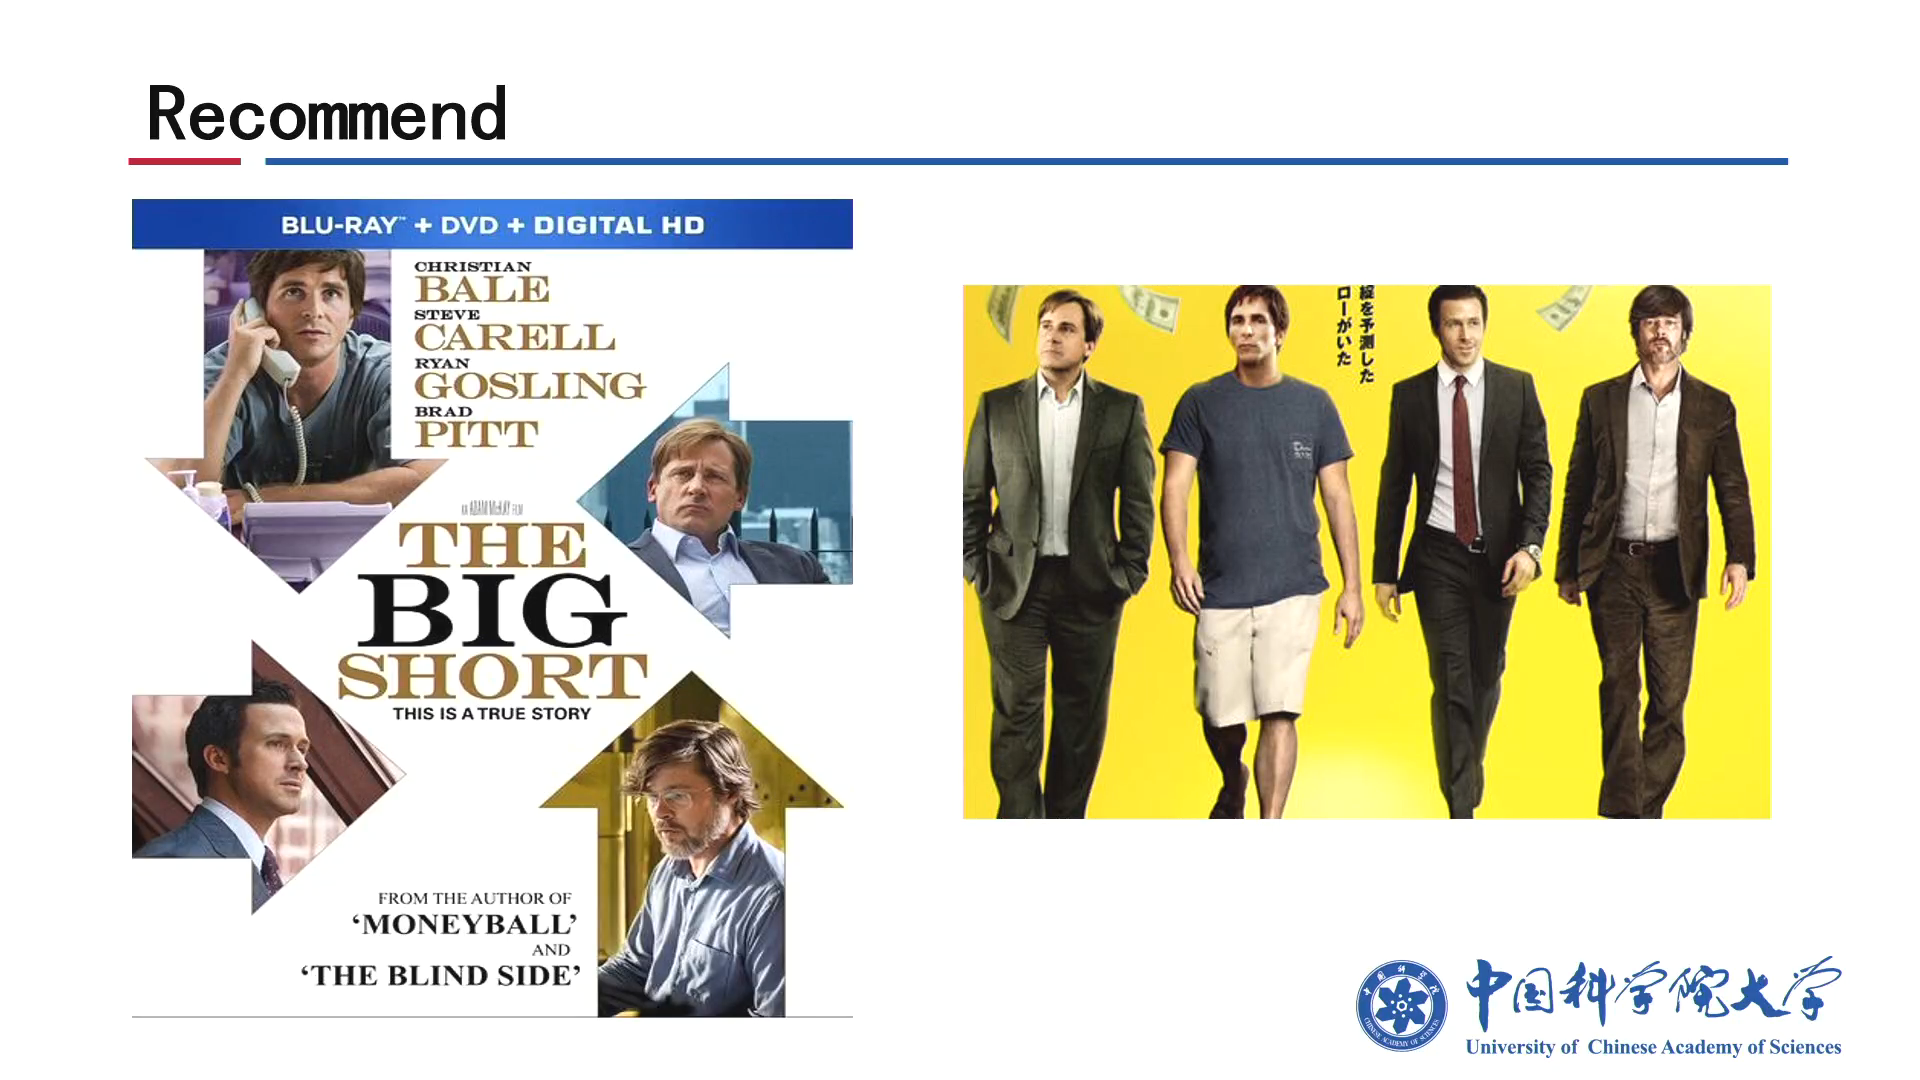 Recommend
BLU-RAY™ + DVD + DIGITAL HD
CHRISTIAN
BALE
STEVE
CARELL
RYAN
GOSLING
BRAD
PITT
AN ADAM McKAY FILM
THE
BIG
SHORT
THIS IS A TRUE STORY
FROM THE AUTHOR OF
‘MONEYBALL’
AND
‘THE BLIND SIDE’
綻を予測した
ローがいた
中国科学院大学
University of Chinese Academy of Sciences